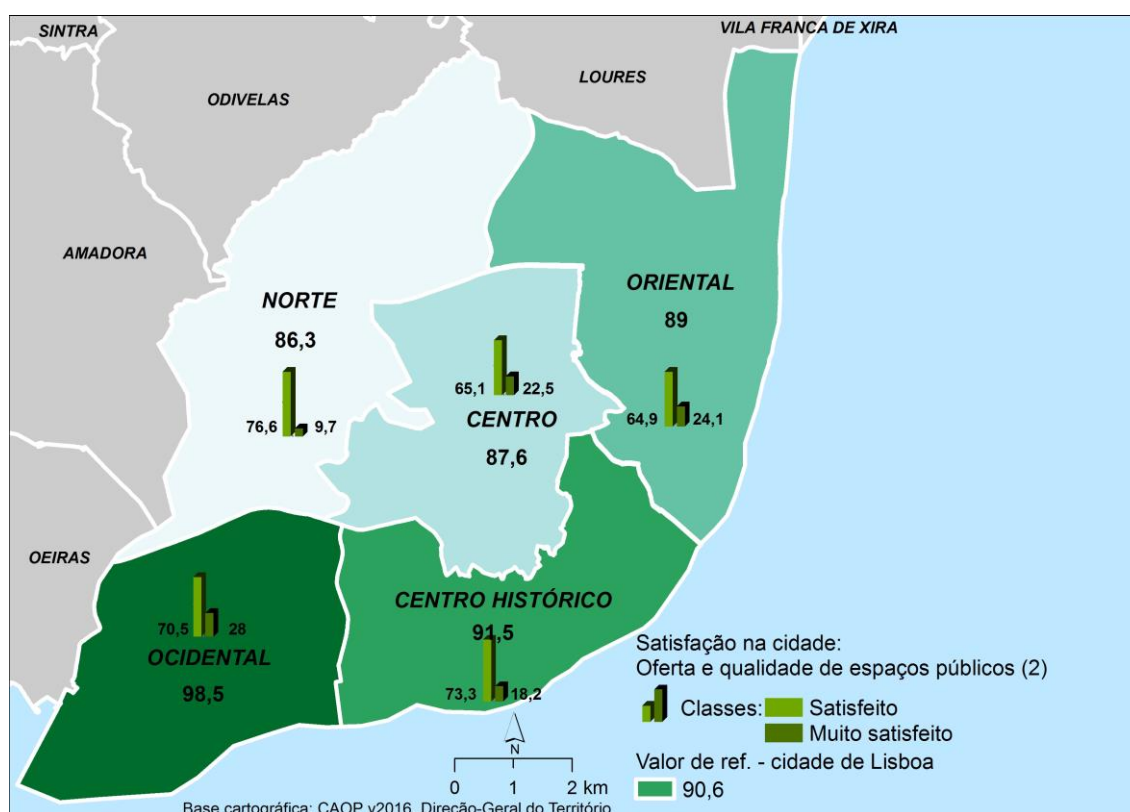 SINTRA
VILA FRANCA DE XIRA
LOURES
ODIVELAS
AMADORA
NORTE
86,3
76,6 9,7
ORIENTAL
89
64,9 24,1
65,1 22,5
CENTRO
87,6
OEIRAS
70,5 28
OCIDENTAL
98,5
CENTRO HISTÓRICO
91,5
73,3 18,2
Satisfação na cidade:
Oferta e qualidade de espaços públicos (2)
Classes: Satisfeito
Muito satisfeito
Valor de ref. - cidade de Lisboa
90,6
N
0 1 2 km
Base cartográfica: CAOP v2016, Direção-Geral do Território